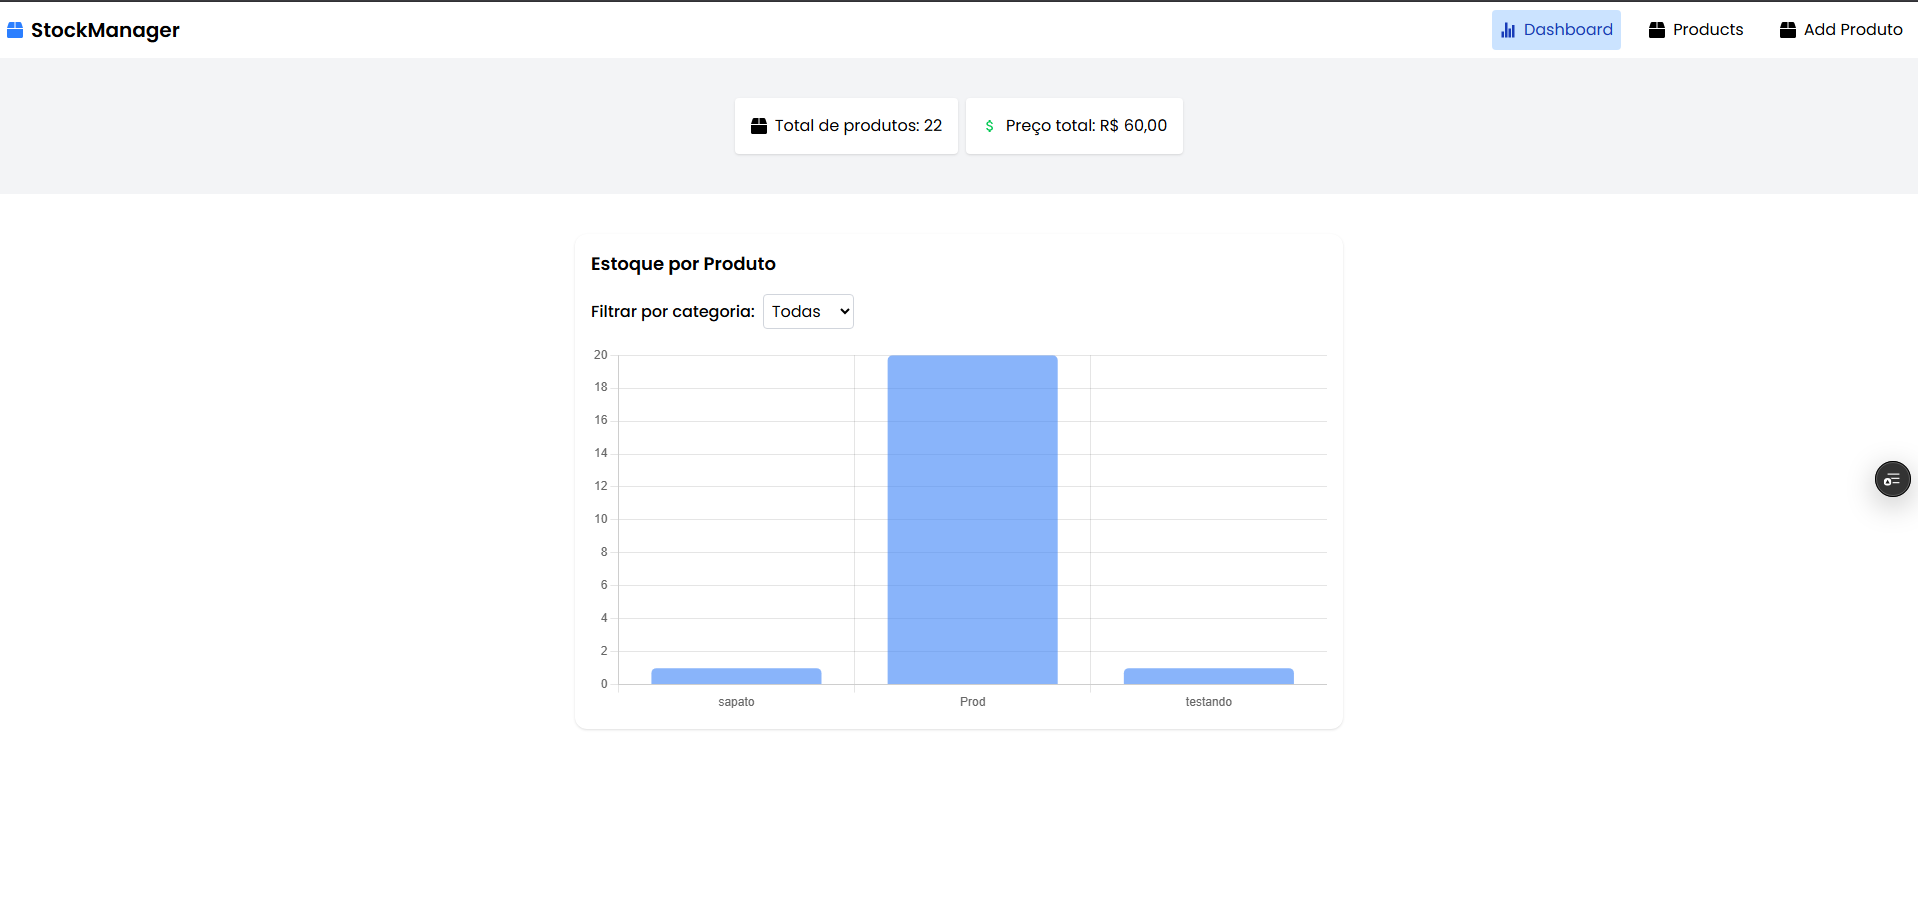 StockManager
Dashboard
Products
Add Produto
Total de produtos: 22
Preço total: R$ 60,00
Estoque por Produto
Filtrar por categoria: Todas
20
18
16
14
12
10
8
6
4
2
0
sapato
Prod
testando